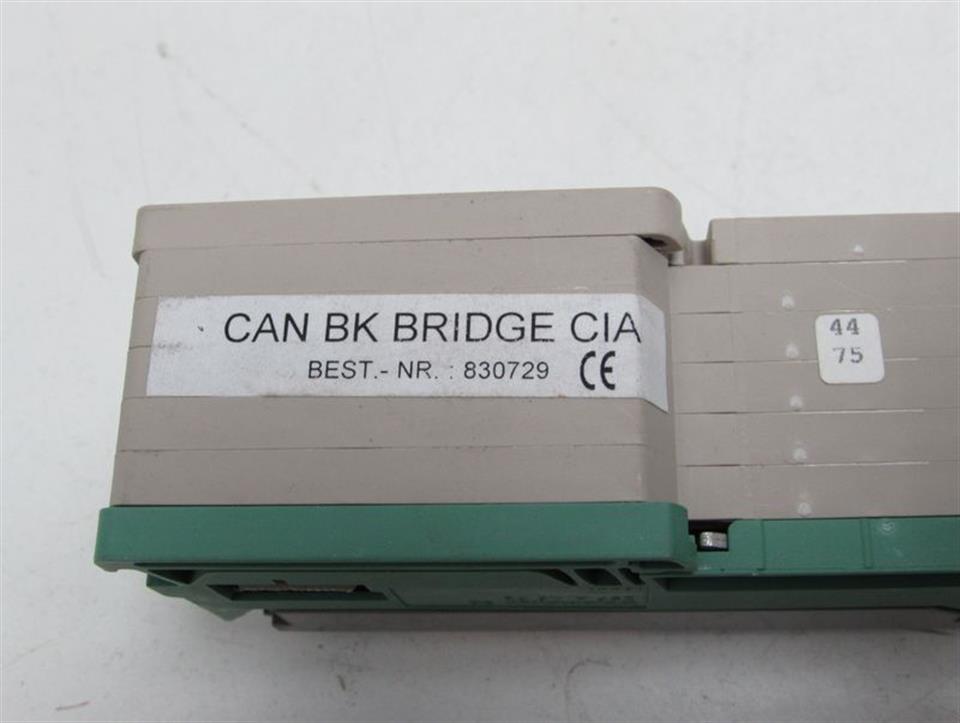 CAN BK BRIDGE CIA
BEST.- NR. : 830729 CE
44
75